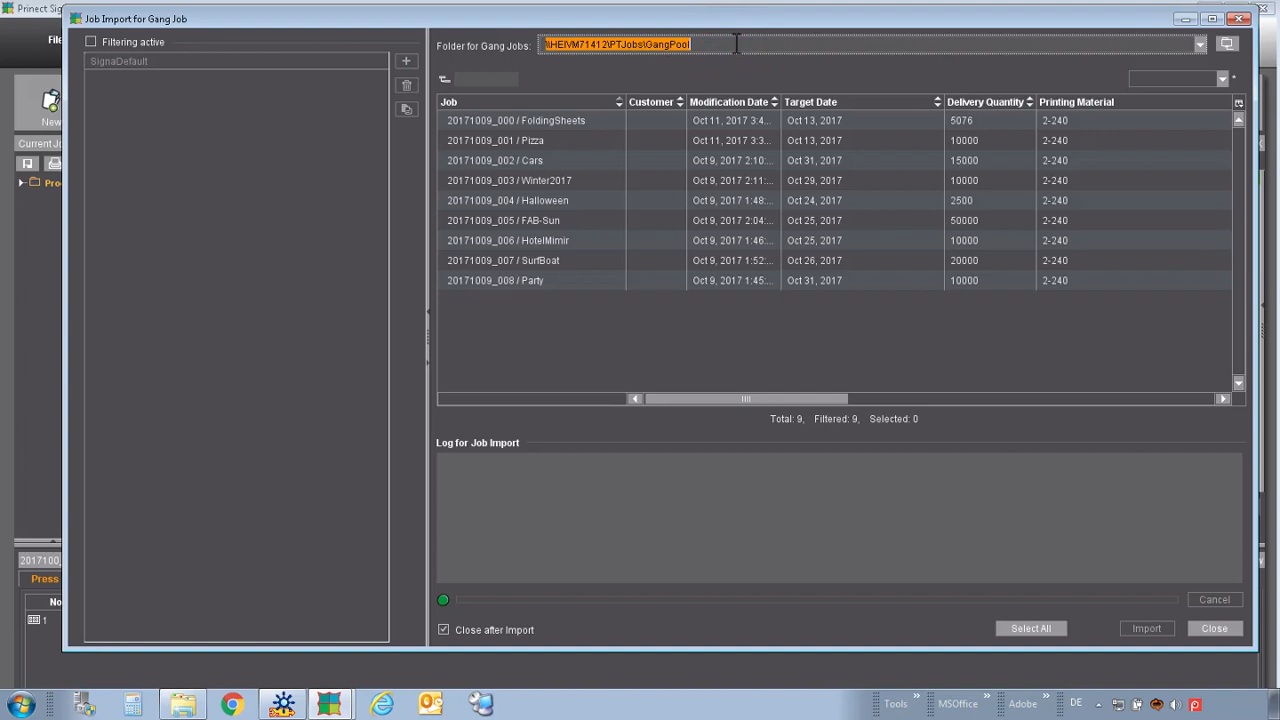 Prinect Sig
Job Import for Gang Job
File
Filtering active
Folder for Gang Jobs: \\HEIVM71412\PTJobs\GangPool
SignaDefault
New
Current Jo
Pro
Job Customer Modification Date Target Date Delivery Quantity Printing Material
20171009_000 / FoldingSheets Oct 11, 2017 3:4... Oct 13, 2017 5076 2-240
20171009_001 / Pizza Oct 11, 2017 3:3... Oct 13, 2017 10000 2-240
20171009_002 / Cars Oct 9, 2017 2:10:... Oct 31, 2017 15000 2-240
20171009_003 / Winter2017 Oct 9, 2017 2:11:... Oct 29, 2017 10000 2-240
20171009_004 / Halloween Oct 9, 2017 1:48:... Oct 24, 2017 2500 2-240
20171009_005 / FAB-Sun Oct 9, 2017 2:04:... Oct 25, 2017 50000 2-240
20171009_006 / HotelMimir Oct 9, 2017 1:46:... Oct 25, 2017 10000 2-240
20171009_007 / SurfBoat Oct 9, 2017 1:52:... Oct 26, 2017 20000 2-240
20171009_008 / Party Oct 9, 2017 1:45:... Oct 31, 2017 10000 2-240
Total: 9, Filtered: 9, Selected: 0
Log for Job Import
2017100_
Press
No
1
Cancel
Close after Import
Select All Import Close
Tools MSOffice Adobe DE